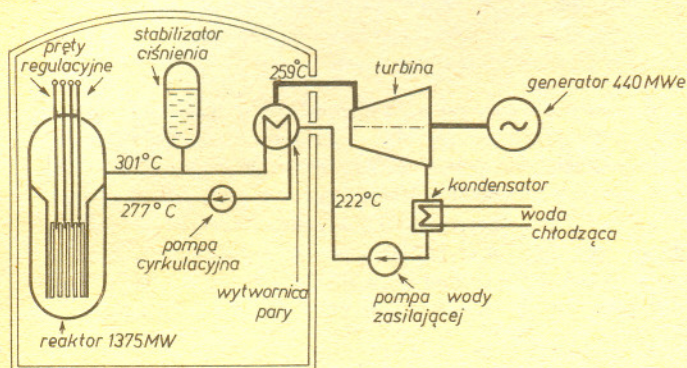 stabilizator
ciśnienia
pręty
regulacyjne
259°C
turbina
generator 440 MWe
301°C
277°C
222°C
kondensator
woda
chłodząca
pompą
cyrkulacyjna
wytwornica
pary
pompa wody
zasilającej
reaktor 1375 MW